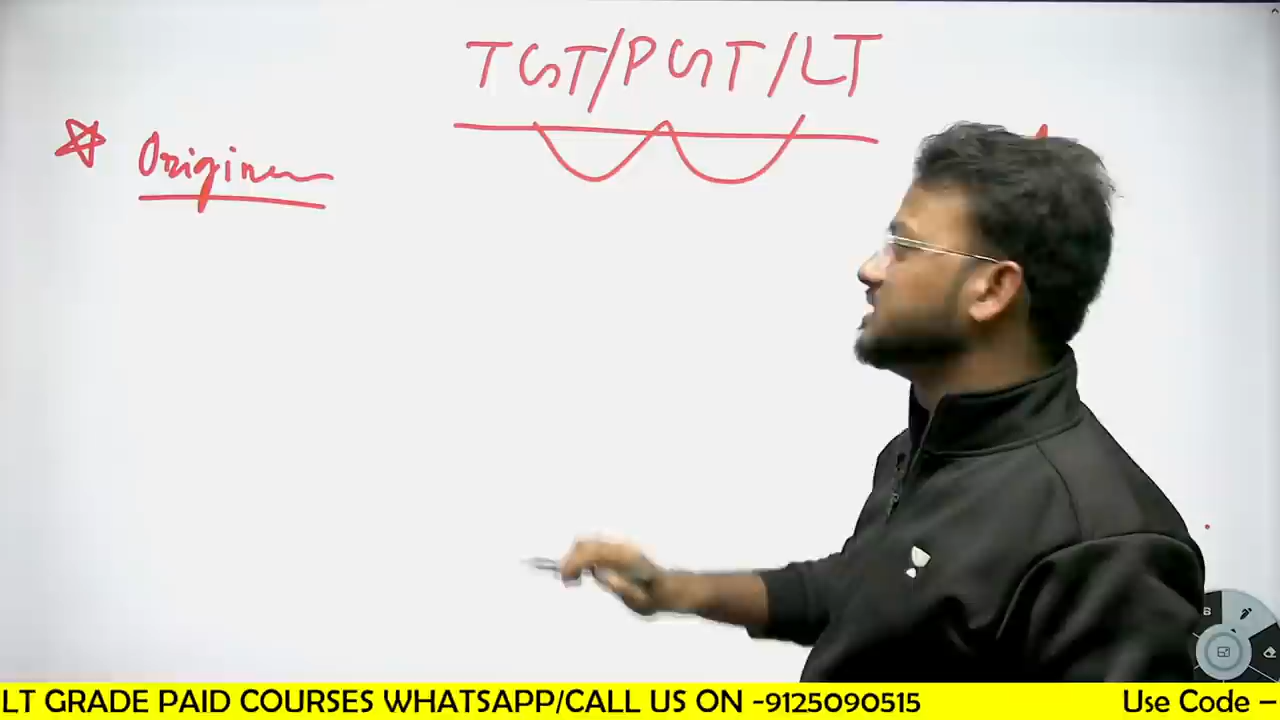 TGT/PGT/LT
Origin
LT GRADE PAID COURSES WHATSAPP/CALL US ON -9125090515 Use Code –